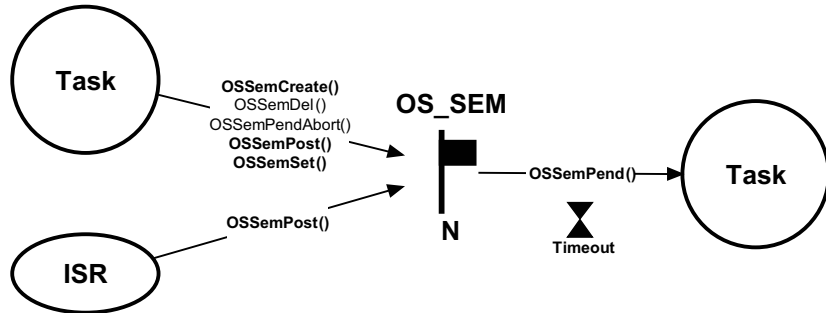 Task
OSSemCreate()
OSSemDel()
OSSemPendAbort()
OSSemPost()
OSSemSet()
OS_SEM
OSSemPend()
Task
N
Timeout
OSSemPost()
ISR